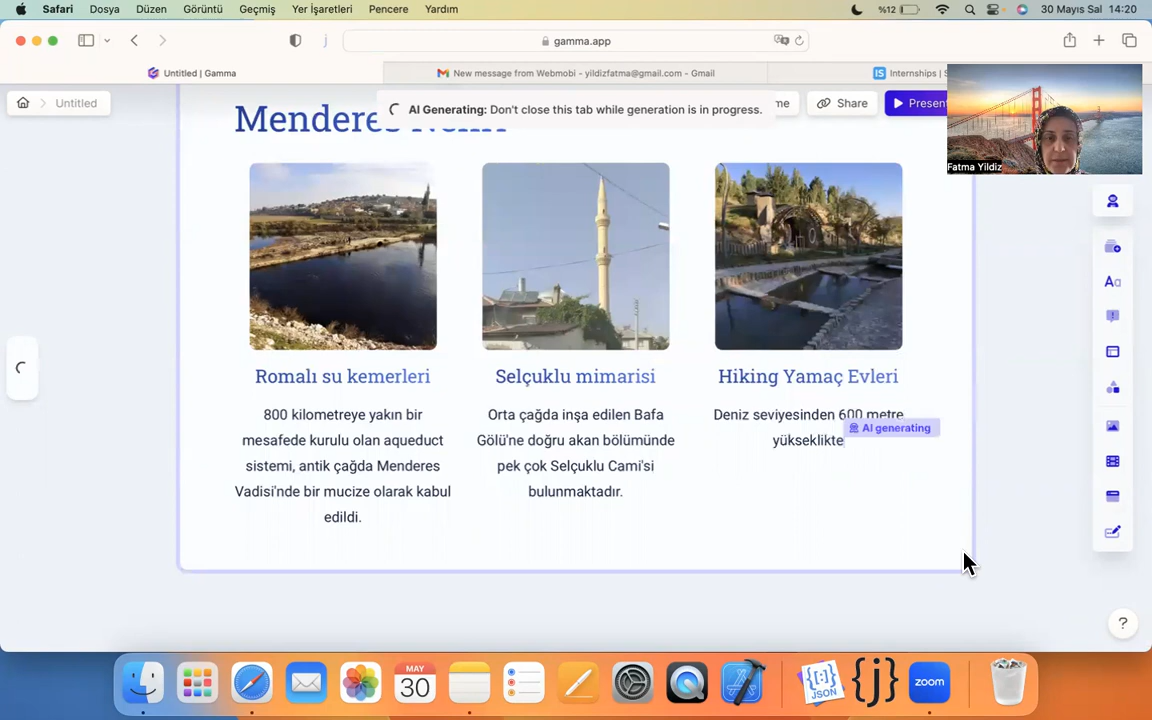 Safari Dosya Düzen Görüntü Geçmiş Yer İşaretleri Pencere Yardım %12 30 Mayıs Sal 14:20
j gamma.app
Untitled | Gamma New message from Webmobi - yildizfatma@gmail.com - Gmail IS Internships |
Untitled AI Generating: Don't close this tab while generation is in progress. me Share Present
Menderes
Fatma Yildiz
Aa
Romalı su kemerleri Selçuklu mimarisi Hiking Yamaç Evleri
800 kilometreye yakın bir Orta çağda inşa edilen Bafa Deniz seviyesinden 600 metre
AI generating
mesafede kurulu olan aqueduct Gölü'ne doğru akan bölümünde yükseklikte
sistemi, antik çağda Menderes pek çok Selçuklu Cami'si
Vadisi'nde bir mucize olarak kabul bulunmaktadır.
edildi.
?
MAY
30 JSON {j} zoom